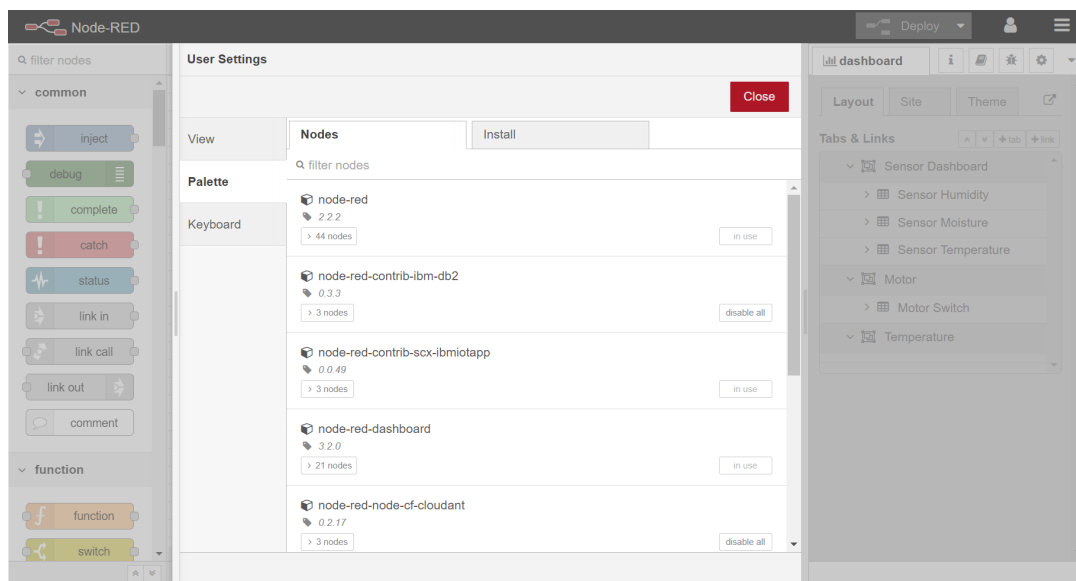 Node-RED
Deploy
filter nodes
common
inject
debug
complete
catch
status
link in
link call
link out
comment
function
function
switch
User Settings
Close
View
Palette
Keyboard
Nodes
Install
filter nodes
node-red
2.2.2
44 nodes
in use
node-red-contrib-ibm-db2
0.3.3
3 nodes
disable all
node-red-contrib-scx-ibmiotapp
0.0.49
3 nodes
in use
node-red-dashboard
3.2.0
21 nodes
in use
node-red-node-cf-cloudant
0.2.17
3 nodes
disable all
dashboard
Layout
Site
Theme
Tabs & Links
+ tab
+ link
Sensor Dashboard
Sensor Humidity
Sensor Moisture
Sensor Temperature
Motor
Motor Switch
Temperature